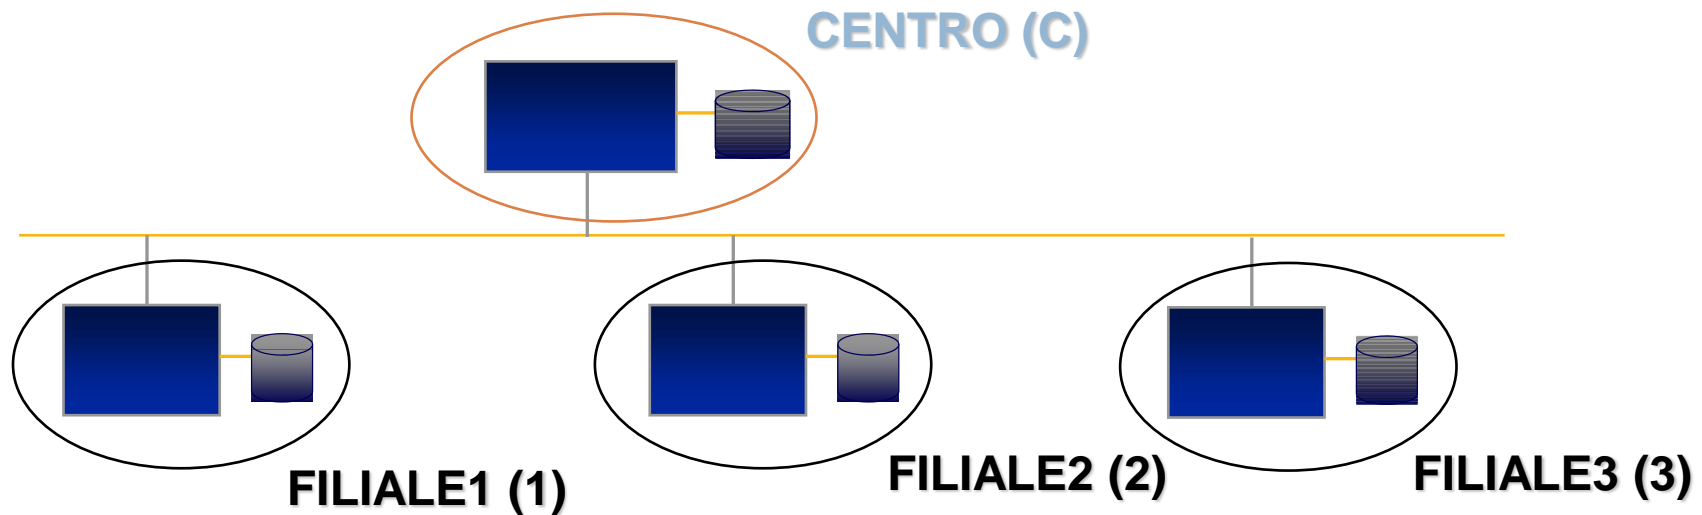 CENTRO (C)
FILIALE1 (1)
FILIALE2 (2)
FILIALE3 (3)